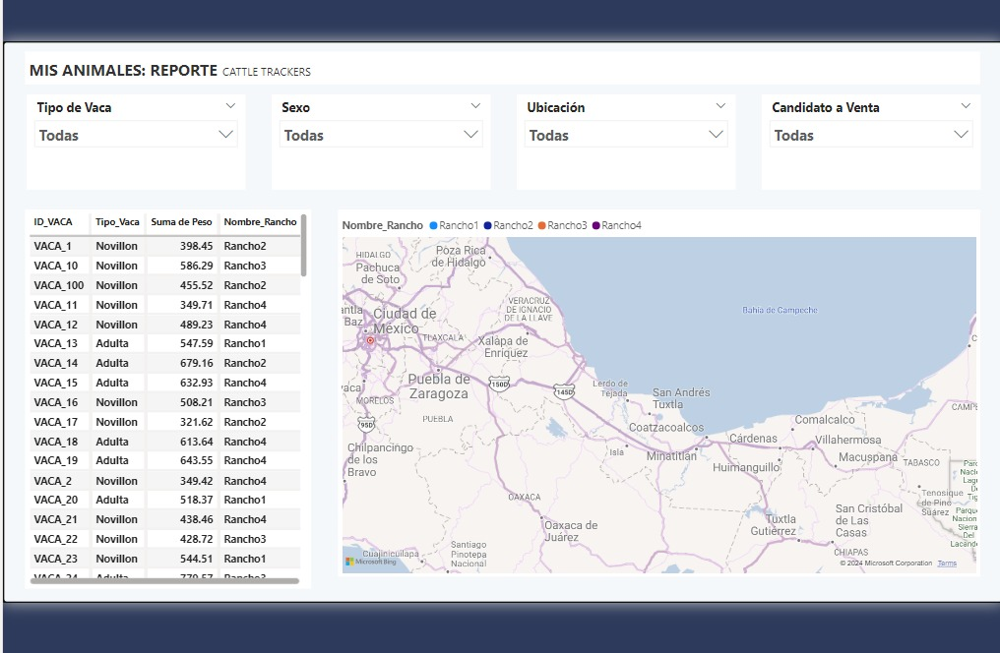 MIS ANIMALES: REPORTE CATTLE TRACKERS
Tipo de Vaca
Todas
Sexo
Todas
Ubicación
Todas
Candidato a Venta
Todas
ID_VACA Tipo_Vaca Suma de Peso Nombre_Rancho
VACA_1 Novillon 398.45 Rancho2
VACA_10 Novillon 586.29 Rancho3
VACA_100 Novillon 455.52 Rancho2
VACA_11 Novillon 349.71 Rancho4
VACA_12 Novillon 489.23 Rancho4
VACA_13 Adulta 547.59 Rancho1
VACA_14 Adulta 679.16 Rancho2
VACA_15 Adulta 632.93 Rancho4
VACA_16 Novillon 508.21 Rancho3
VACA_17 Novillon 321.62 Rancho2
VACA_18 Adulta 613.64 Rancho4
VACA_19 Adulta 643.55 Rancho4
VACA_2 Novillon 349.42 Rancho4
VACA_20 Adulta 518.37 Rancho1
VACA_21 Novillon 438.46 Rancho4
VACA_22 Novillon 428.72 Rancho3
VACA_23 Novillon 544.51 Rancho1
VACA_24 Adulta 770.57 Rancho3
Nombre_Rancho Rancho1 Rancho2 Rancho3 Rancho4
HIDALGO
Pachuca
de Soto
Poza Rica
de Hidalgo
VERACRUZ
DE IGNACIO
DE LA LLAVE
Bahía de Campeche
Ciudad de
México
TLAXCALA
Xalapa de
Enríquez
Puebla de
Zaragoza
150D
145D
MORELOS
PUEBLA
95D
Chilpancingo
de los
Bravo
Lerdo de
Tejada
San Andrés
Tuxtla
Coatzacoalcos
Isla
Minatitlan
Cárdenas
Comalcalco
Villahermosa
Huimanguillo
Macuspana
TABASCO
Tenosique
de Pino
Suárez
OAXACA
Oaxaca de
Juárez
Tuxtla
Gutiérrez
San Cristóbal
de Las
Casas
CHIAPAS
Santiago
Pinotepa
Nacional
Cuajinicuilapa
Microsoft Bing
© 2024 Microsoft Corporation Terms